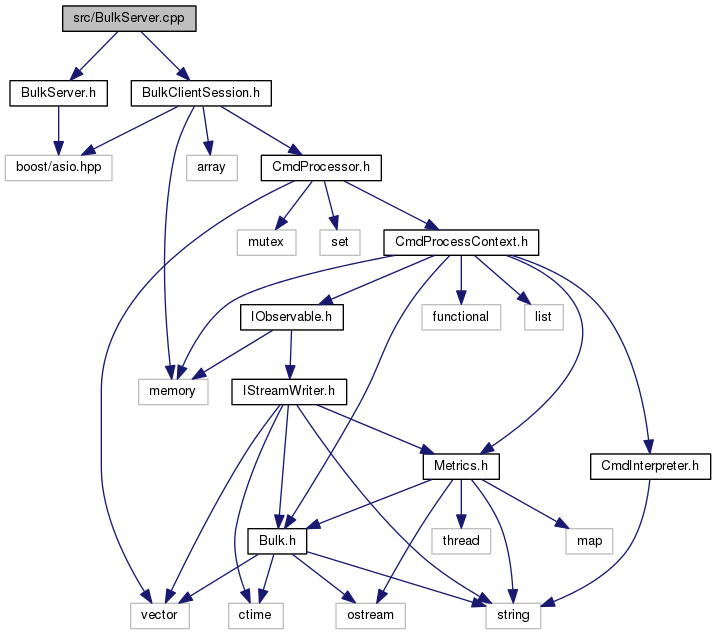 src/BulkServer.cpp
BulkServer.h
BulkClientSession.h
boost/asio.hpp
array
CmdProcessor.h
mutex
set
CmdProcessContext.h
IObservable.h
functional
list
memory
IStreamWriter.h
Metrics.h
CmdInterpreter.h
Bulk.h
thread
map
vector
ctime
ostream
string